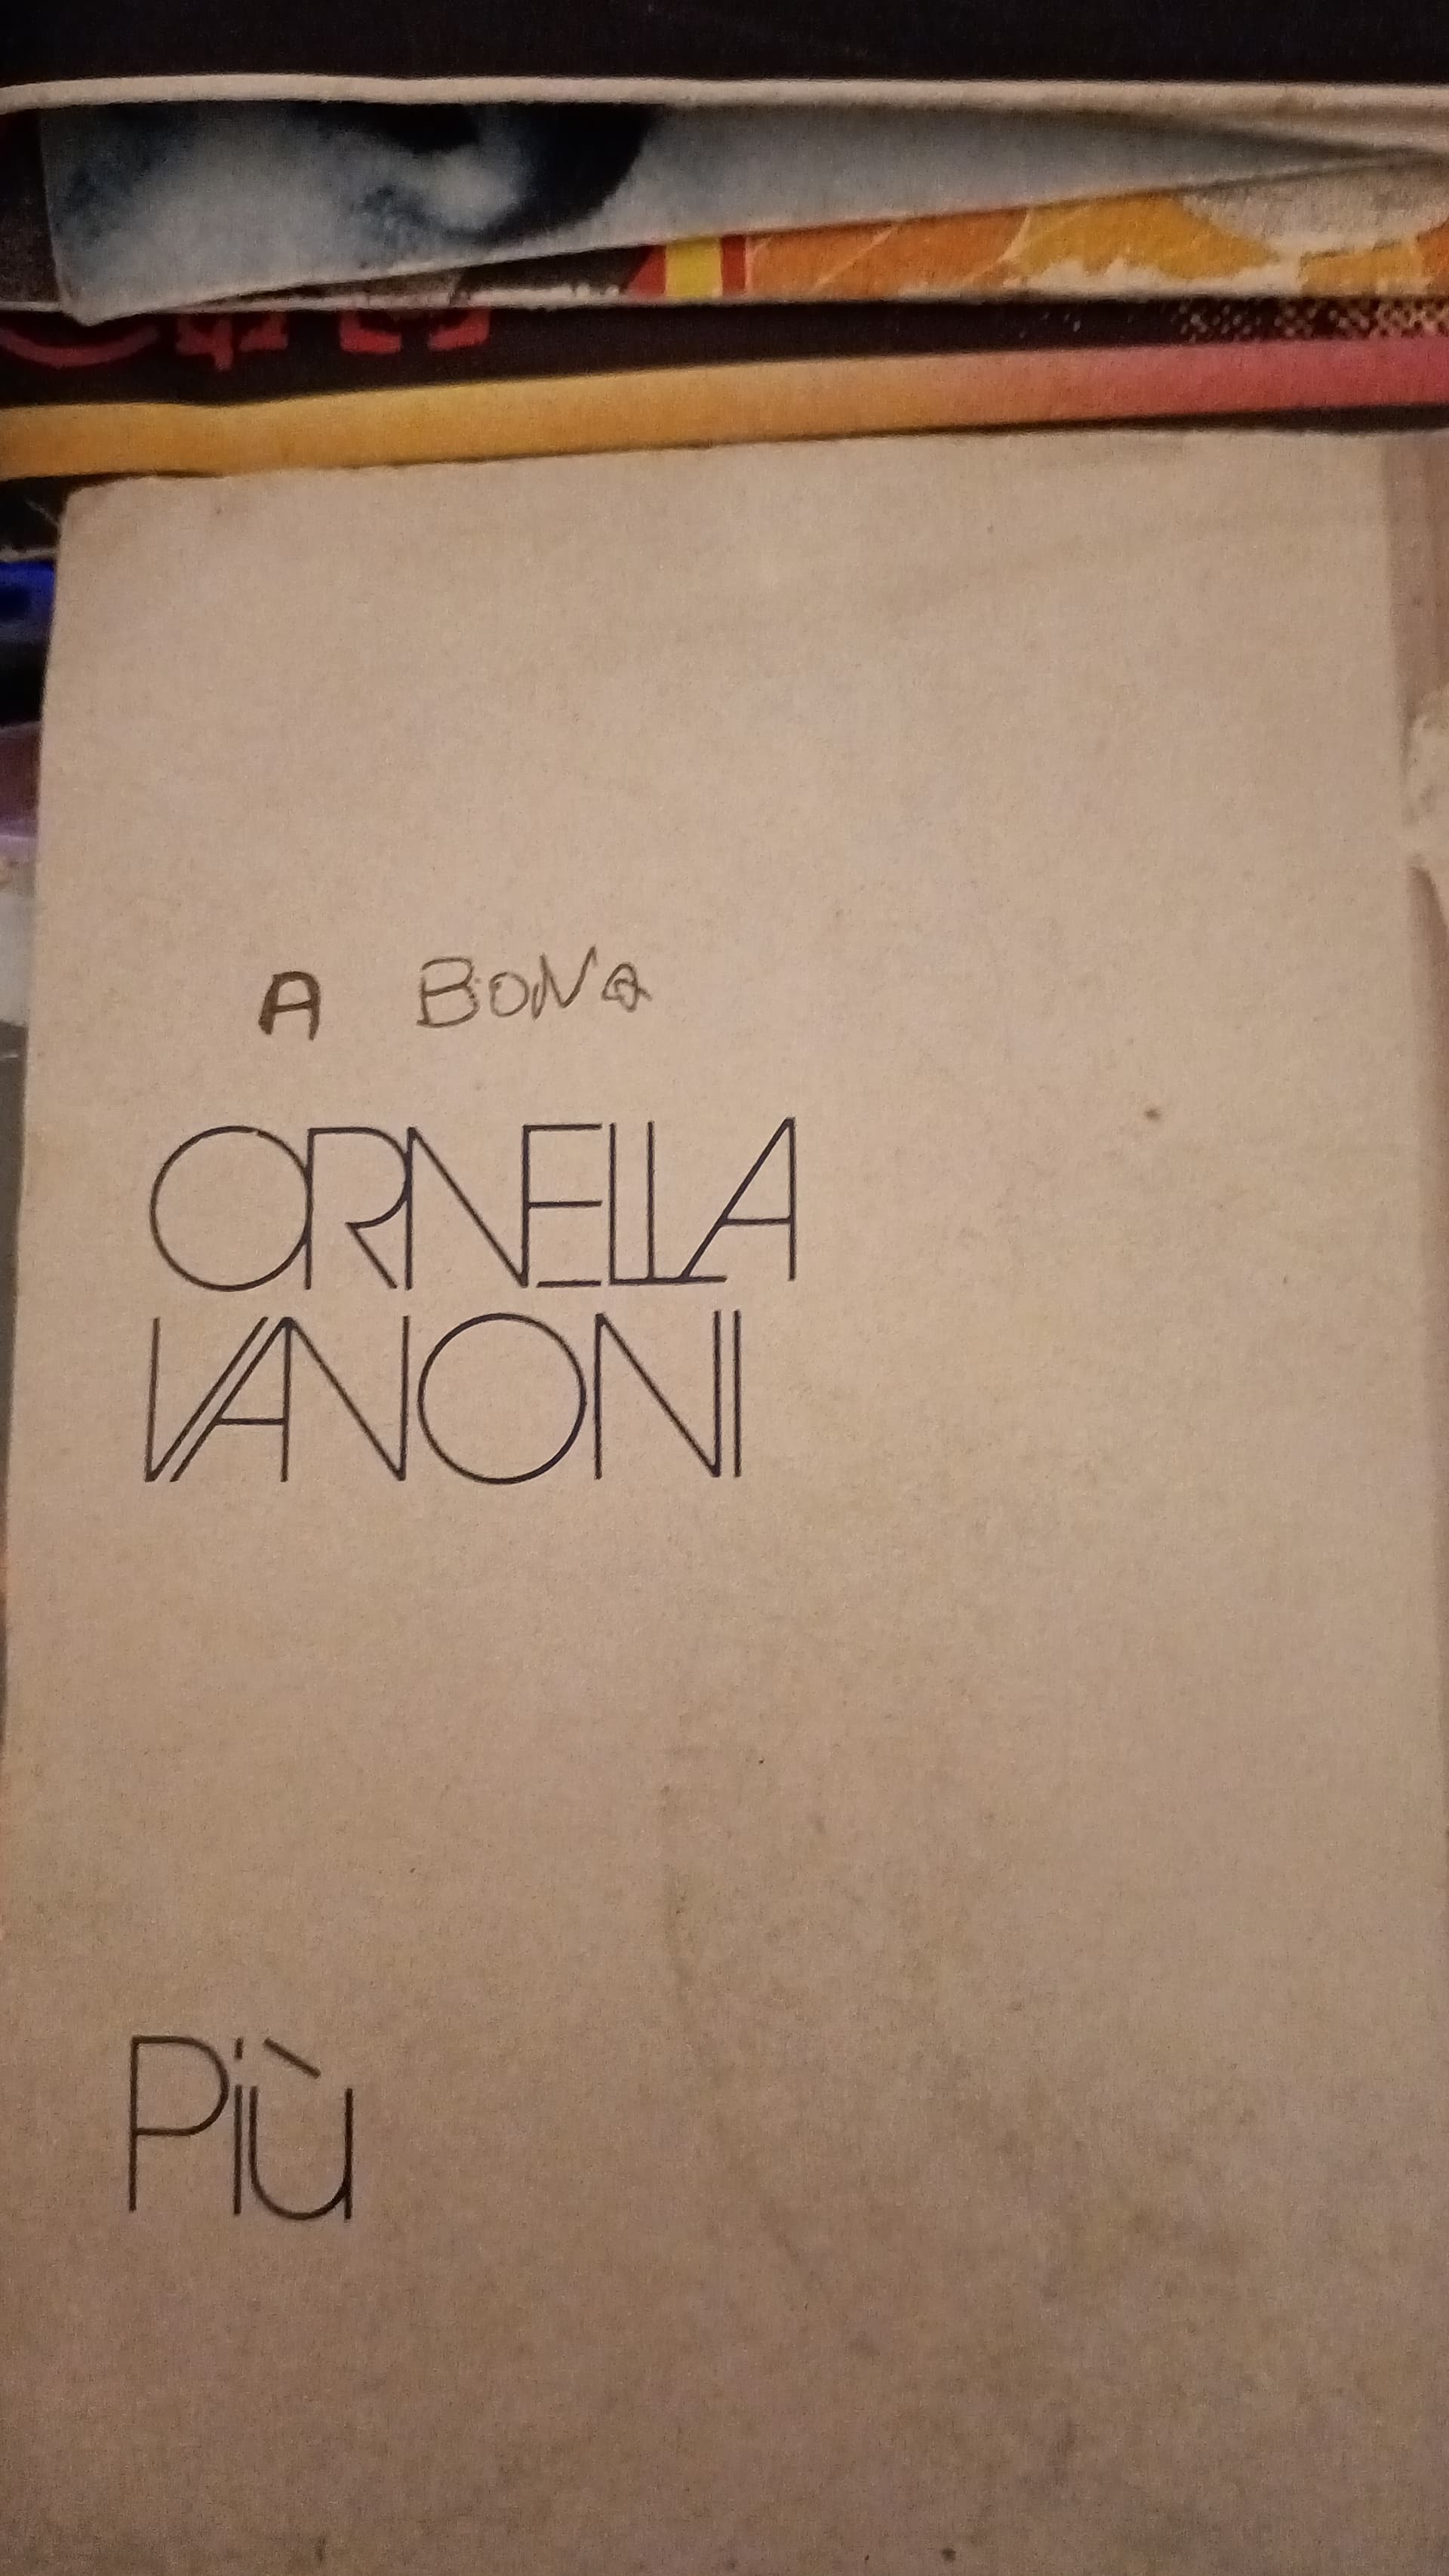 A BONa
ORNELLA
VANONI
Più